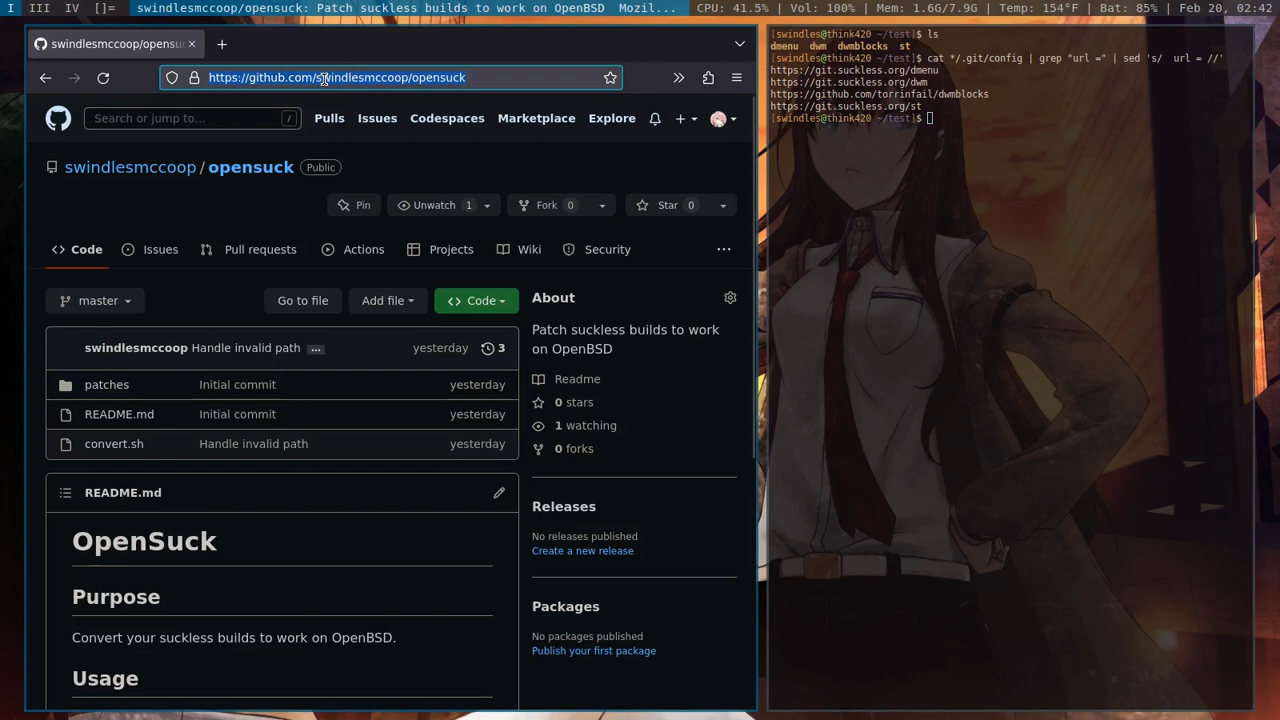 I III IV []= swindlesmccoop/opensuck: Patch suckless builds to work on OpenBSD Mozil... CPU: 41.5% | Vol: 100% | Mem: 1.6G/7.9G | Temp: 154°F | Bat: 85% | Feb 20, 02:42
swindlesmccoop/opensu
https://github.com/swindlesmccoop/opensuck
Search or jump to... /
Pulls Issues Codespaces Marketplace Explore
swindlesmccoop / opensuck Public
Pin Unwatch 1 Fork 0 Star 0
Code Issues Pull requests Actions Projects Wiki Security
master Go to file Add file Code
swindlesmccoop Handle invalid path ... yesterday 3
patches Initial commit yesterday
README.md Initial commit yesterday
convert.sh Handle invalid path yesterday
README.md
OpenSuck
Purpose
Convert your suckless builds to work on OpenBSD.
Usage
About
Patch suckless builds to work
on OpenBSD
Readme
0 stars
1 watching
0 forks
Releases
No releases published
Create a new release
Packages
No packages published
Publish your first package
[swindles@think420 ~/test]$ ls
dmenu dwm dwmblocks st
[swindles@think420 ~/test]$ cat */.git/config | grep "url =" | sed 's/  url = //'
https://git.suckless.org/dmenu
https://git.suckless.org/dwm
https://github.com/torrinfail/dwmblocks
https://git.suckless.org/st
[swindles@think420 ~/test]$